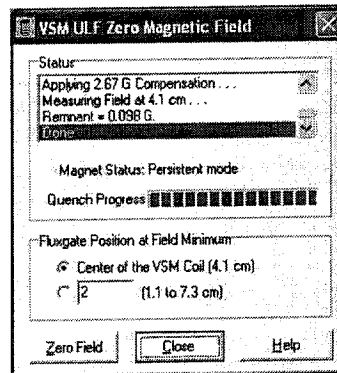 VSM ULF Zero Magnetic Field
Status
Applying 2.67 G Compensation . . .
Measuring Field at 4.1 cm . . .
Remnant = 0.098 G.
Done
Magnet Status: Persistent mode
Quench Progress
Fluxgate Position at Field Minimum
Center of the VSM Coil (4.1 cm)
2 (1.1 to 7.3 cm)
Zero Field Close Help